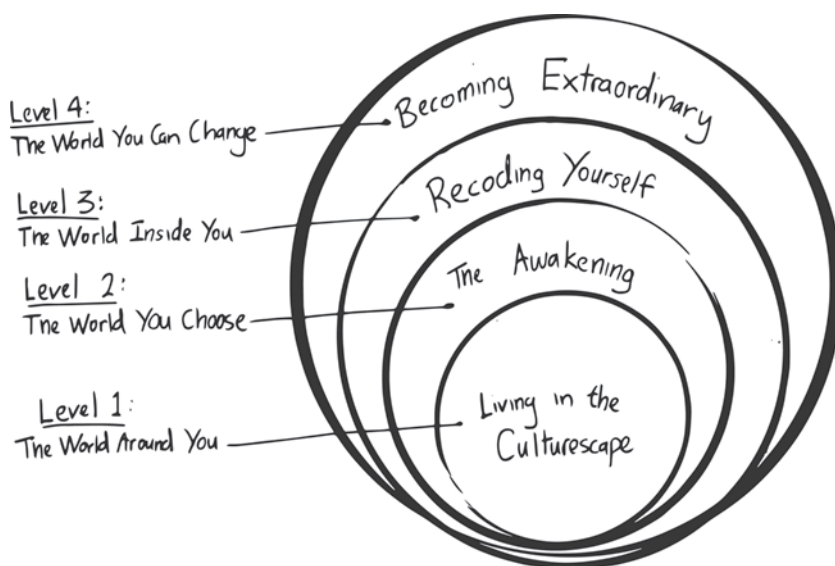 Level 4:
The World You Can Change
Becoming Extraordinary
Level 3:
The World Inside You
Recoding Yourself
Level 2:
The World You Choose
The Awakening
Level 1:
The World Around You
Living in the
Culturescape